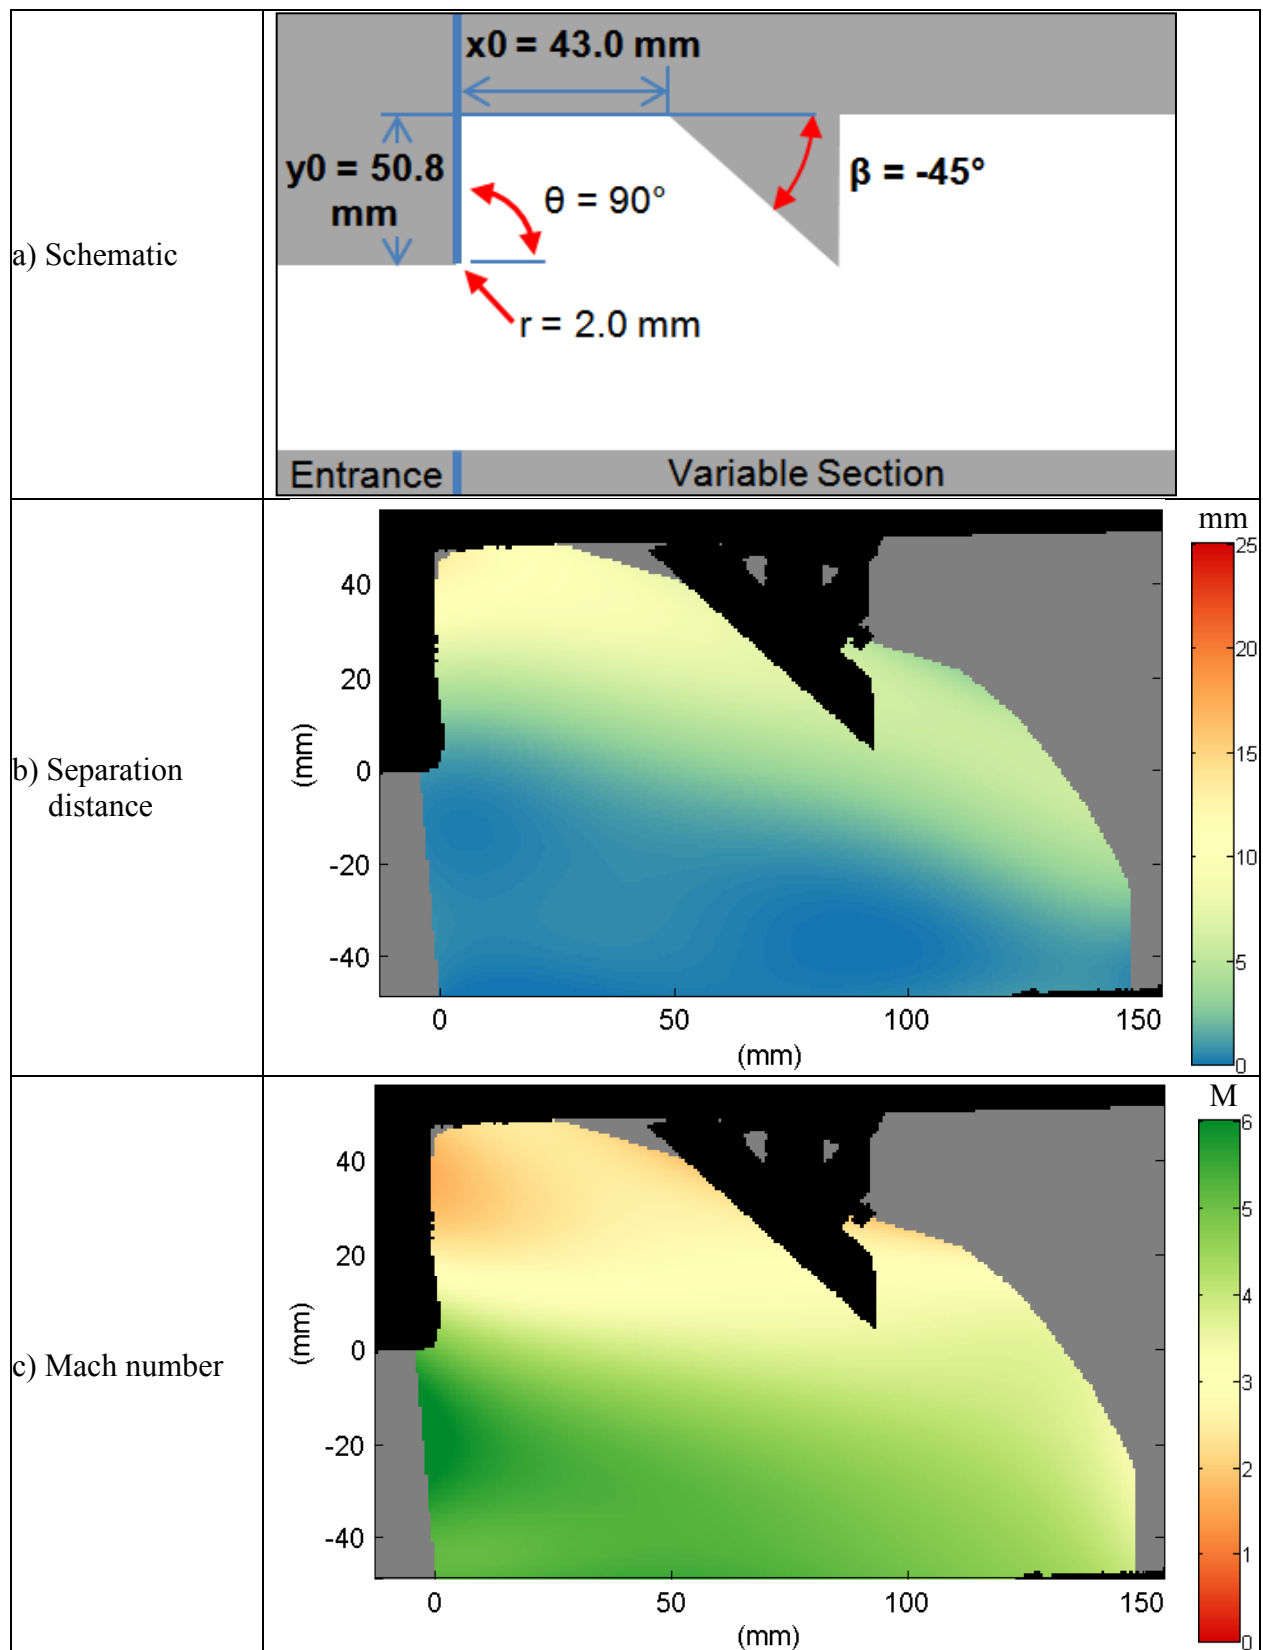 a) Schematic
x0 = 43.0 mm
y0 = 50.8
mm
θ = 90°
β = -45°
r = 2.0 mm
Entrance
Variable Section
b) Separation
distance
mm
25
20
15
10
5
0
(mm)
40
20
0
-20
-40
0
50
100
150
(mm)
c) Mach number
M
6
5
4
3
2
1
0
(mm)
40
20
0
-20
-40
0
50
100
150
(mm)